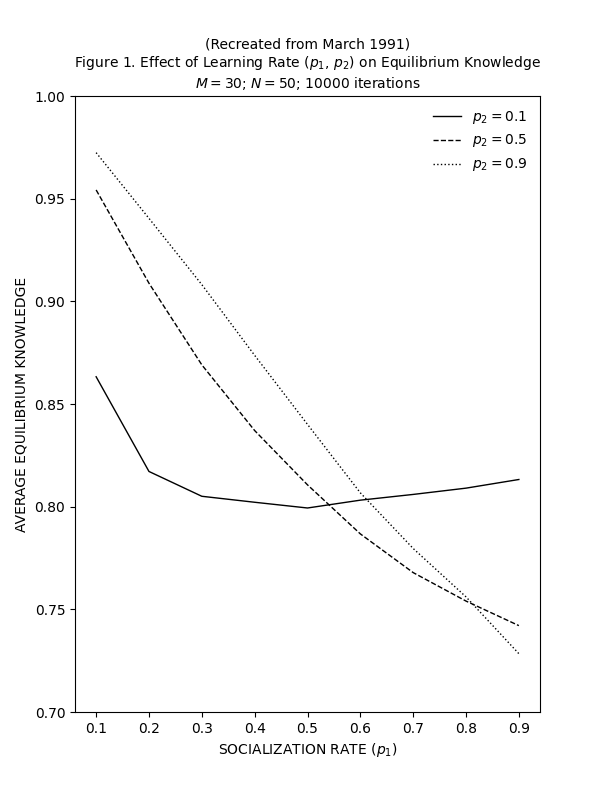 (Recreated from March 1991)
Figure 1. Effect of Learning Rate (p₁, p₂) on Equilibrium Knowledge
M = 30; N = 50; 10000 iterations
1.00
0.95
0.90
0.85
0.80
0.75
0.70
AVERAGE EQUILIBRIUM KNOWLEDGE
p₂ = 0.1
p₂ = 0.5
p₂ = 0.9
0.1 0.2 0.3 0.4 0.5 0.6 0.7 0.8 0.9
SOCIALIZATION RATE (p₁)